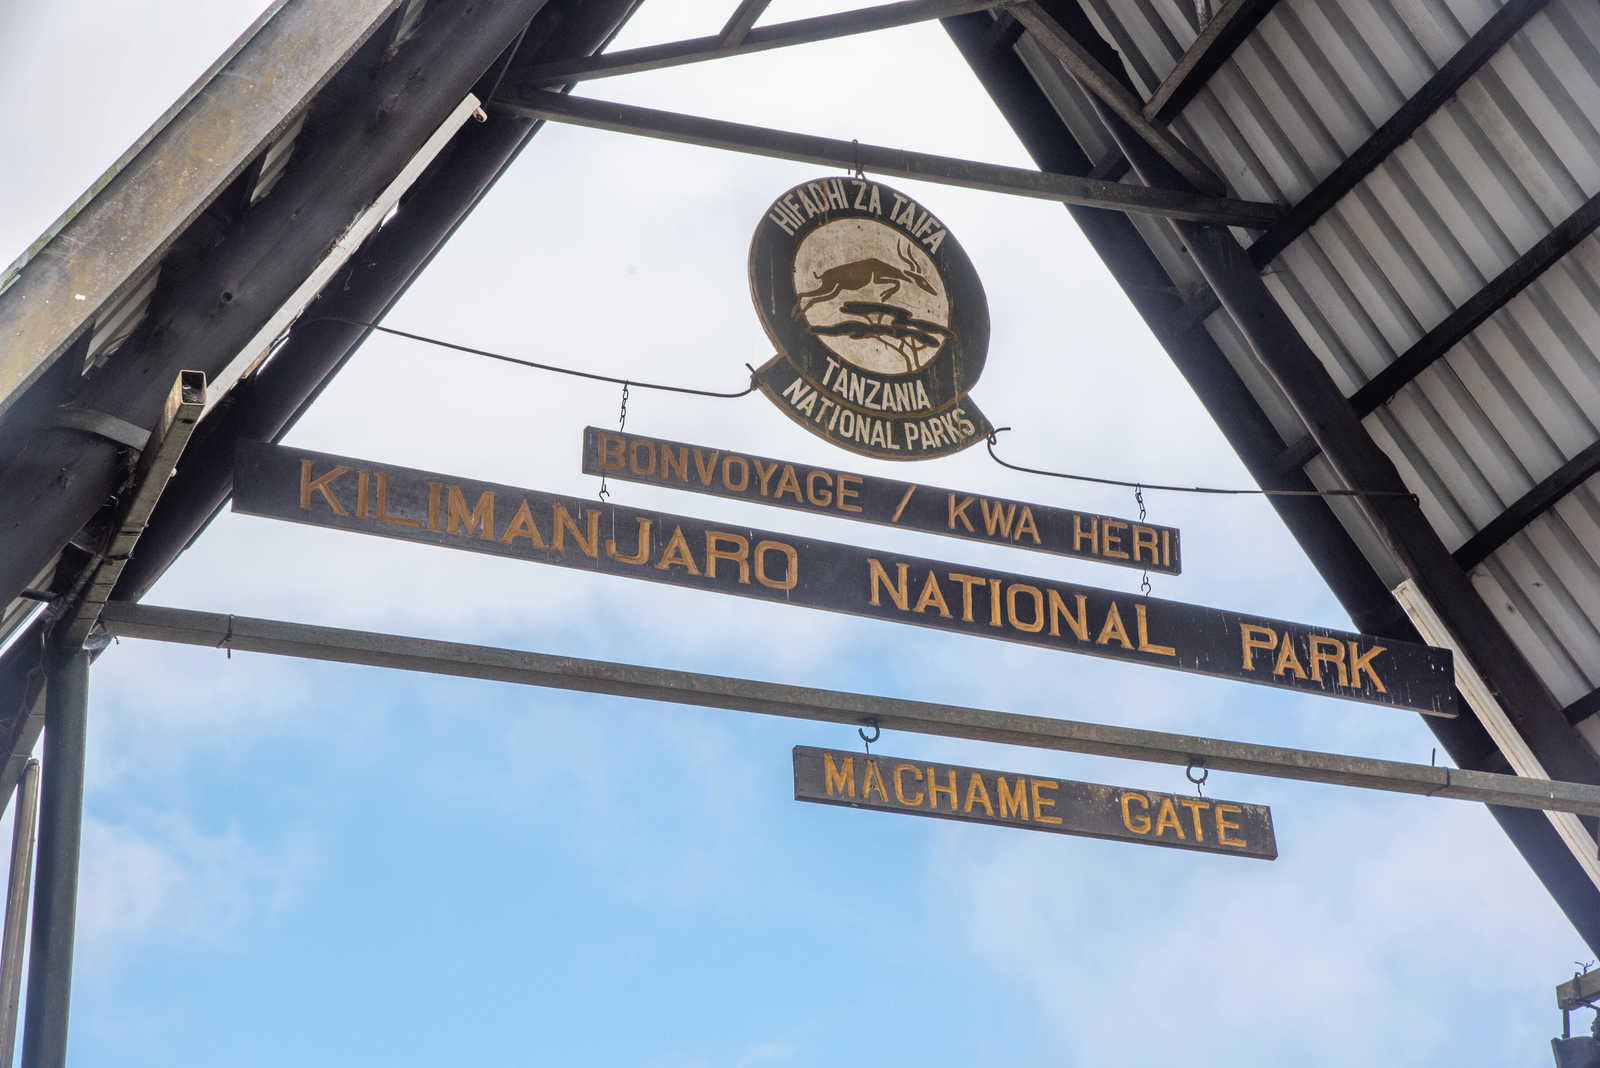 HIFADHI ZA TAIFA
TANZANIA
NATIONAL PARKS
BONVOYAGE / KWA HERI
KILIMANJARO NATIONAL PARK
MACHAME GATE